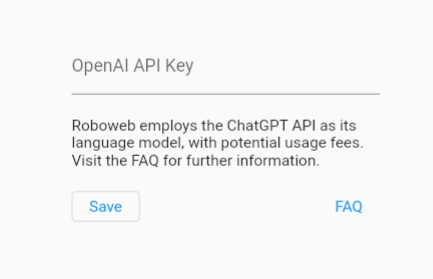 OpenAI API Key
Roboweb employs the ChatGPT API as its
language model, with potential usage fees.
Visit the FAQ for further information.
Save FAQ